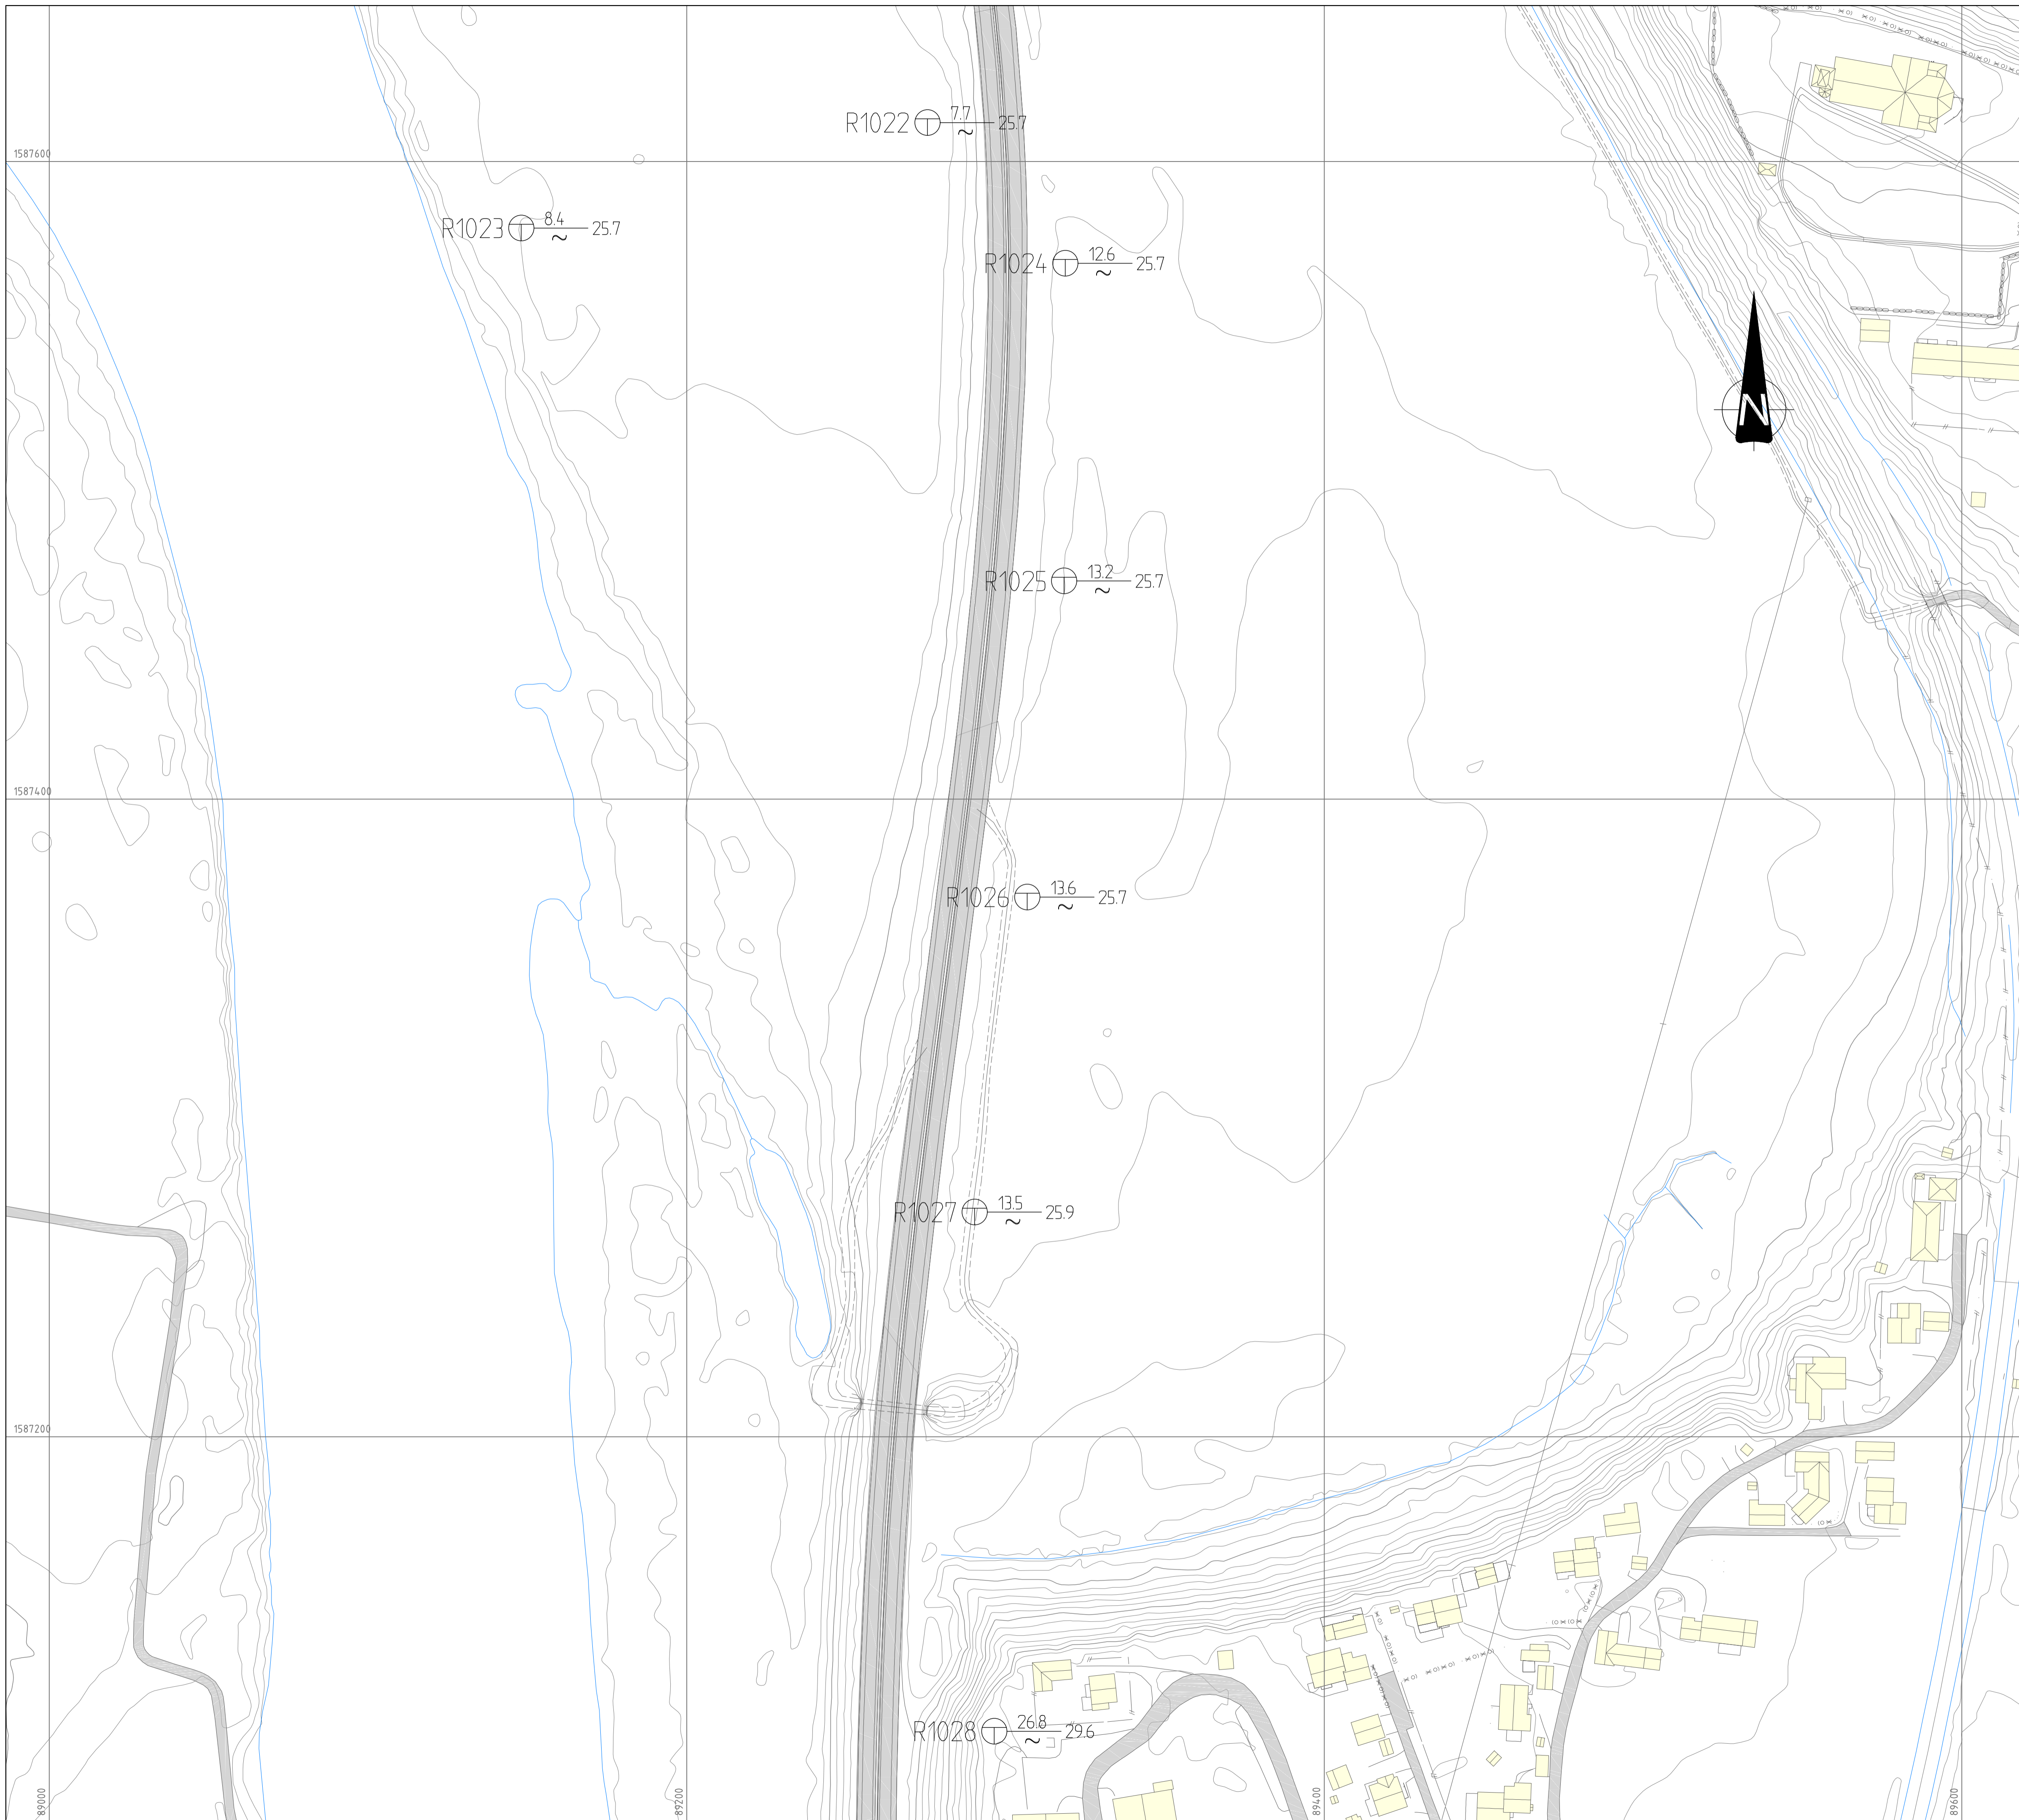 R1022 7.7 ~ 25.7
1587600
R1023 8.4 ~ 25.7
R1024 12.6 ~ 25.7
N
R1025 13.2 ~ 25.7
1587400
R1026 13.6 ~ 25.7
R1027 13.5 ~ 25.9
1587200
R1028 26.8 ~ 29.6
89000
89200
89400
89600